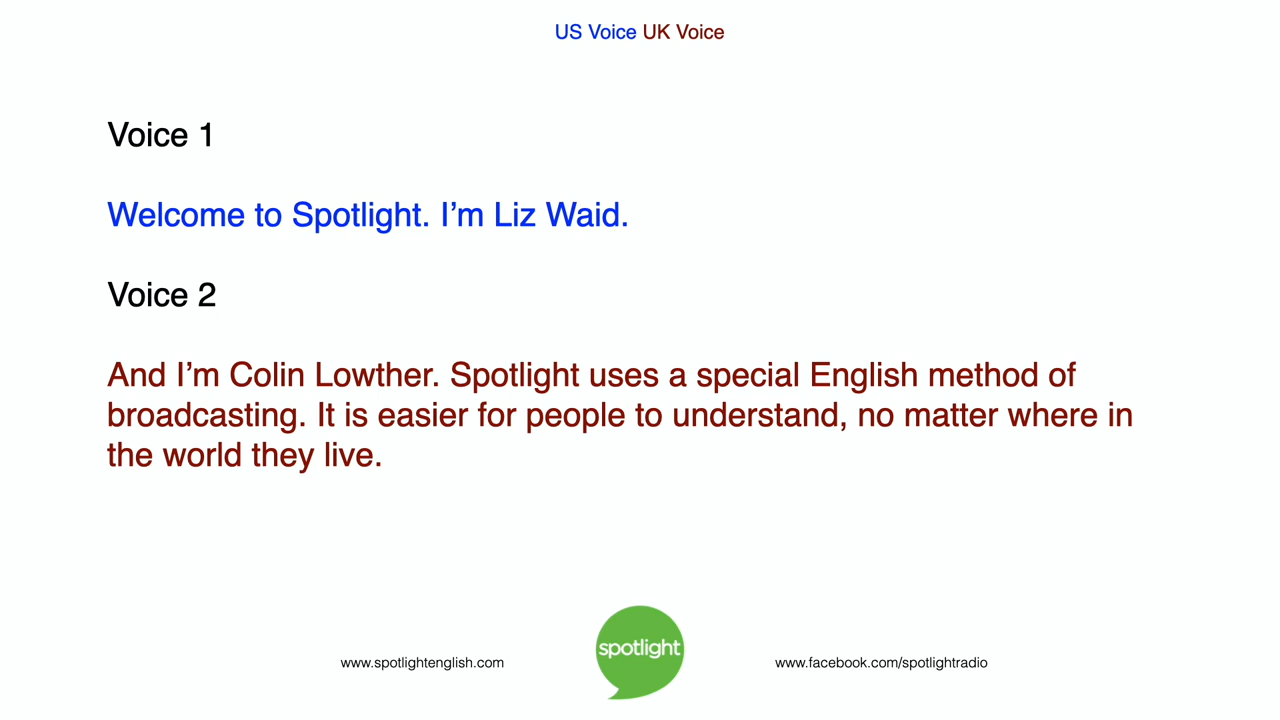 US Voice UK Voice
Voice 1
Welcome to Spotlight. I’m Liz Waid.
Voice 2
And I’m Colin Lowther. Spotlight uses a special English method of
broadcasting. It is easier for people to understand, no matter where in
the world they live.
www.spotlightenglish.com
spotlight
www.facebook.com/spotlightradio